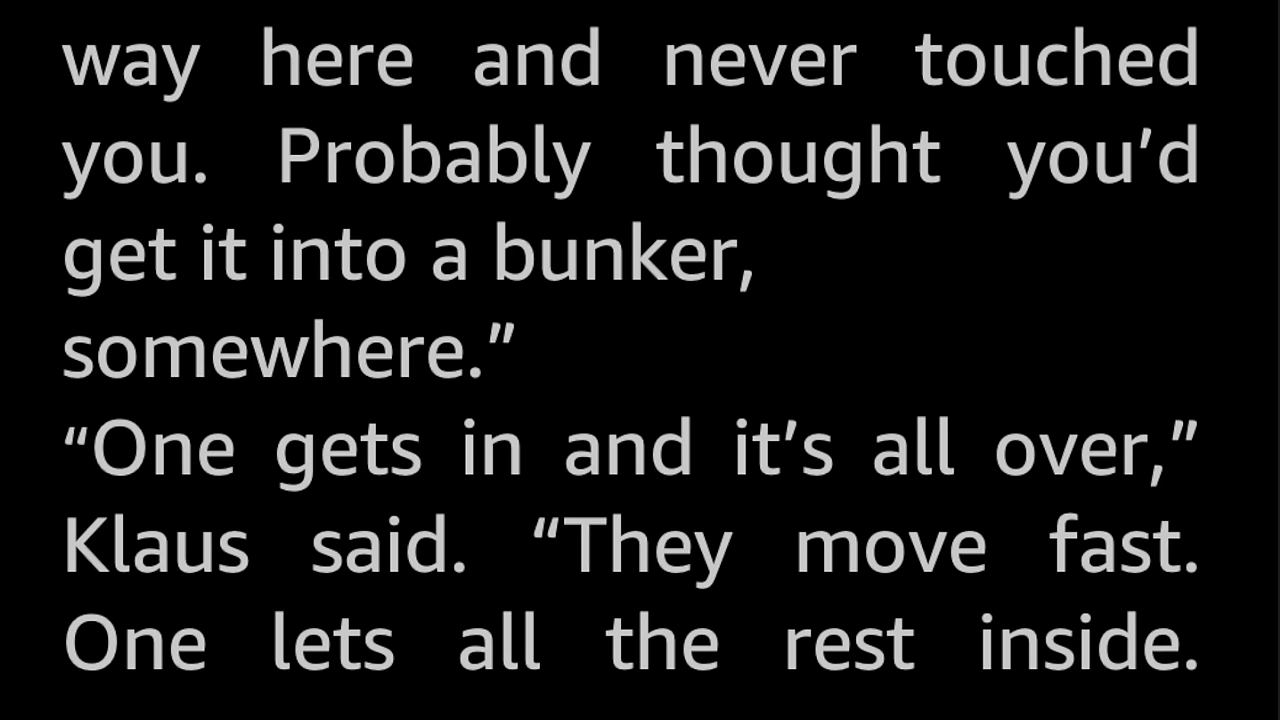 way here and never touched
you. Probably thought you’d
get it into a bunker,
somewhere.”
“One gets in and it’s all over,”
Klaus said. “They move fast.
One lets all the rest inside.